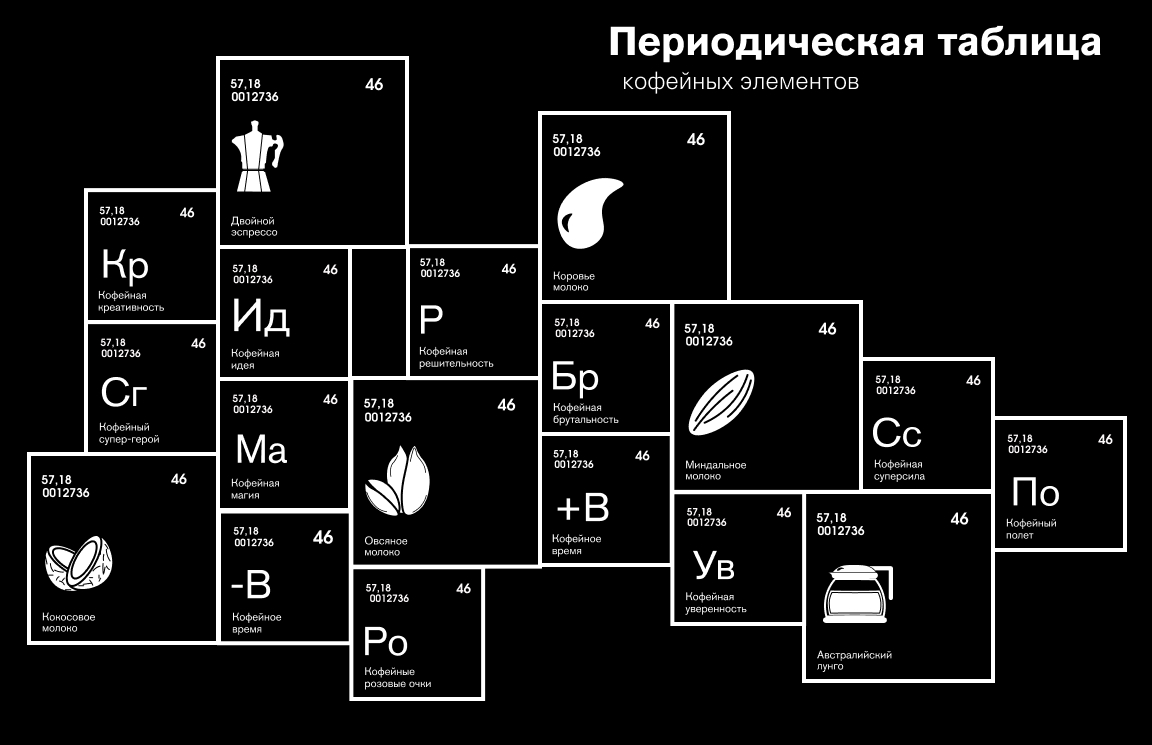 Периодическая таблица
кофейных элементов
57,18
0012736
46
Двойной
эспрессо
57,18
0012736
46
Коровье
молоко
57,18
0012736
46
Кр
Кофейная
креативность
57,18
0012736
46
Ид
Кофейная
идея
57,18
0012736
46
Р
Кофейная
решительность
57,18
0012736
46
Бр
Кофейная
брутальность
57,18
0012736
46
Миндальное
молоко
57,18
0012736
46
Сг
Кофейный
супер-герой
57,18
0012736
46
Ма
Кофейная
магия
57,18
0012736
46
Овсяное
молоко
57,18
0012736
46
Сс
Кофейная
суперсила
57,18
0012736
46
По
Кофейный
полет
57,18
0012736
46
+В
Кофейное
время
57,18
0012736
46
Кокосовое
молоко
57,18
0012736
46
-В
Кофейное
время
57,18
0012736
46
Ув
Кофейная
уверенность
57,18
0012736
46
Австралийский
лунго
57,18
0012736
46
Ро
Кофейные
розовые очки